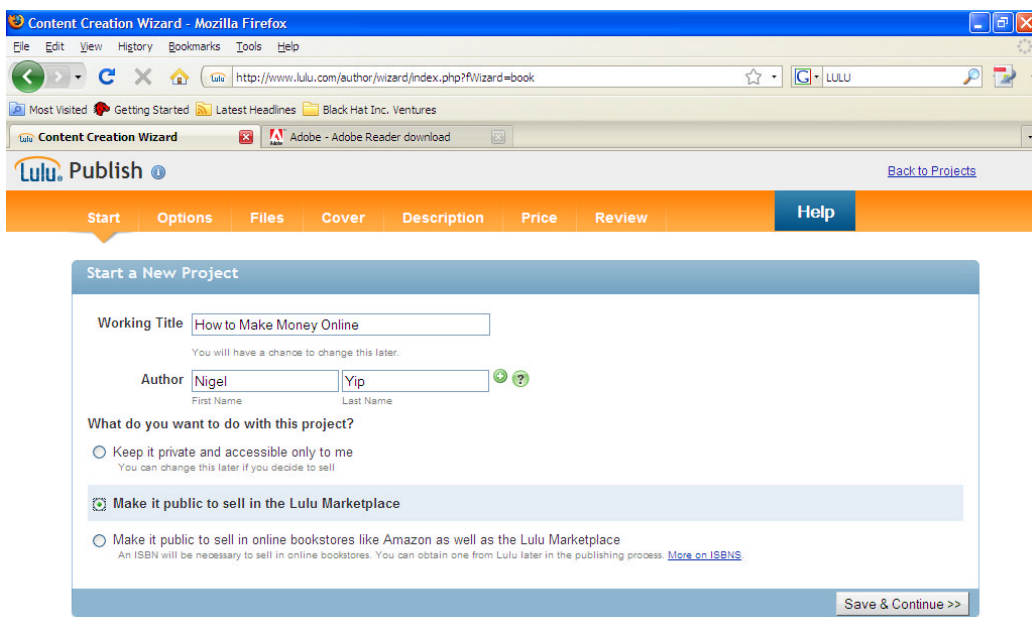 Content Creation Wizard - Mozilla Firefox
File Edit View History Bookmarks Tools Help
Lulu http://www.lulu.com/author/wizard/index.php?fWizard=book G LULU
Most Visited Getting Started Latest Headlines Black Hat Inc. Ventures
Lulu Content Creation Wizard Adobe Adobe - Adobe Reader download
Lulu. Publish Back to Projects
Start Options Files Cover Description Price Review Help
Start a New Project
Working Title How to Make Money Online
You will have a chance to change this later.
Author Nigel Yip ?
First Name Last Name
What do you want to do with this project?
Keep it private and accessible only to me
You can change this later if you decide to sell
Make it public to sell in the Lulu Marketplace
Make it public to sell in online bookstores like Amazon as well as the Lulu Marketplace
An ISBN will be necessary to sell in online bookstores. You can obtain one from Lulu later in the publishing process. More on ISBNS.
Save & Continue >>